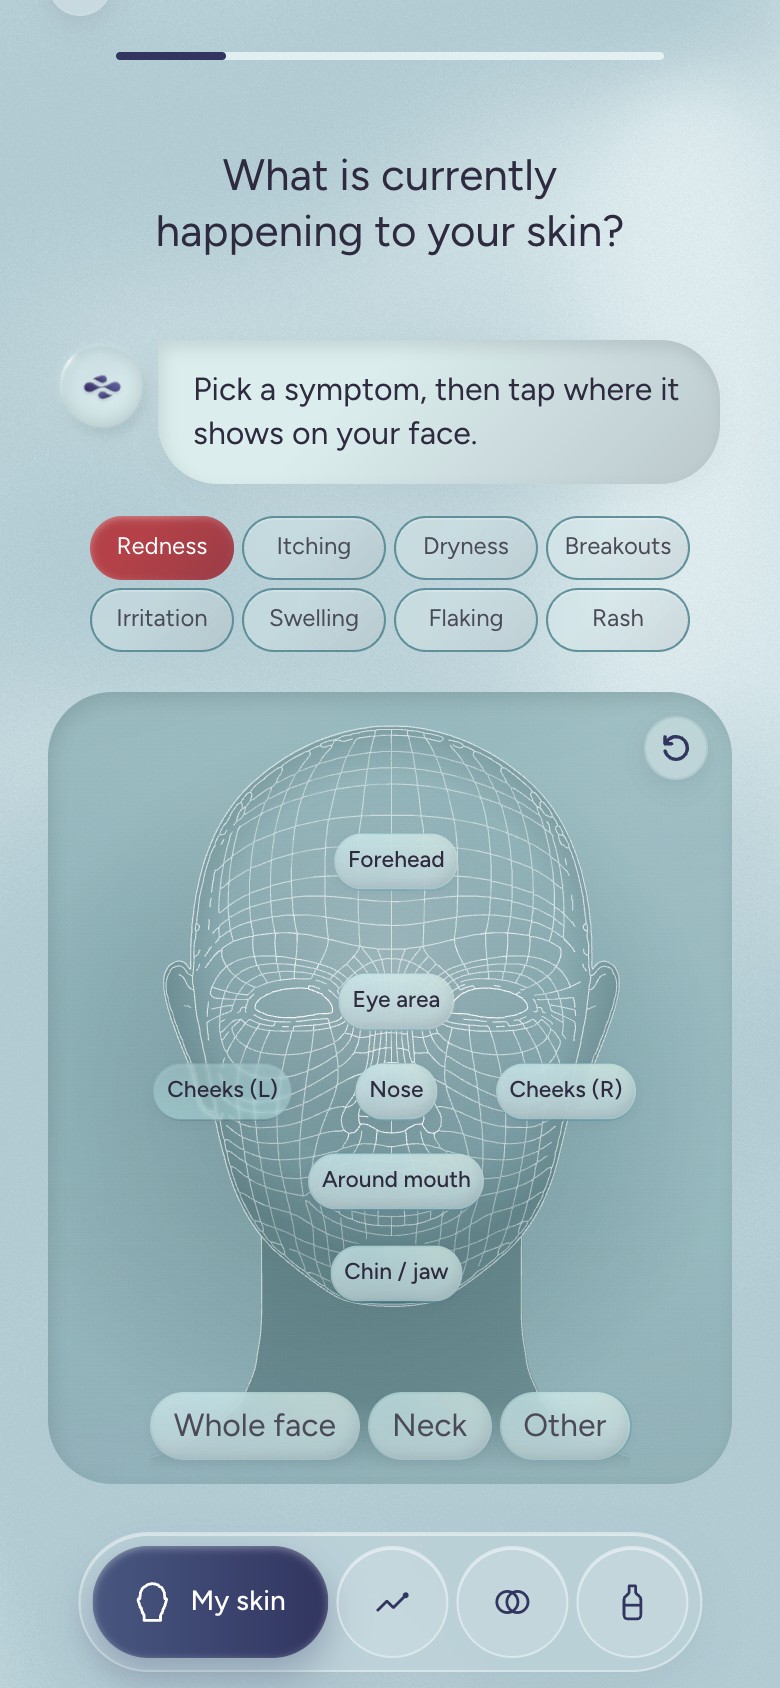 What is currently
happening to your skin?
Pick a symptom, then tap where it
shows on your face.
Redness Itching Dryness Breakouts
Irritation Swelling Flaking Rash
Forehead
Eye area
Cheeks (L) Nose Cheeks (R)
Around mouth
Chin / jaw
Whole face Neck Other
My skin